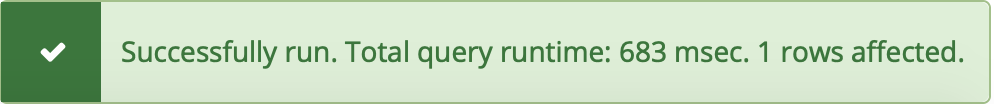 Successfully run. Total query runtime: 683 msec. 1 rows affected.